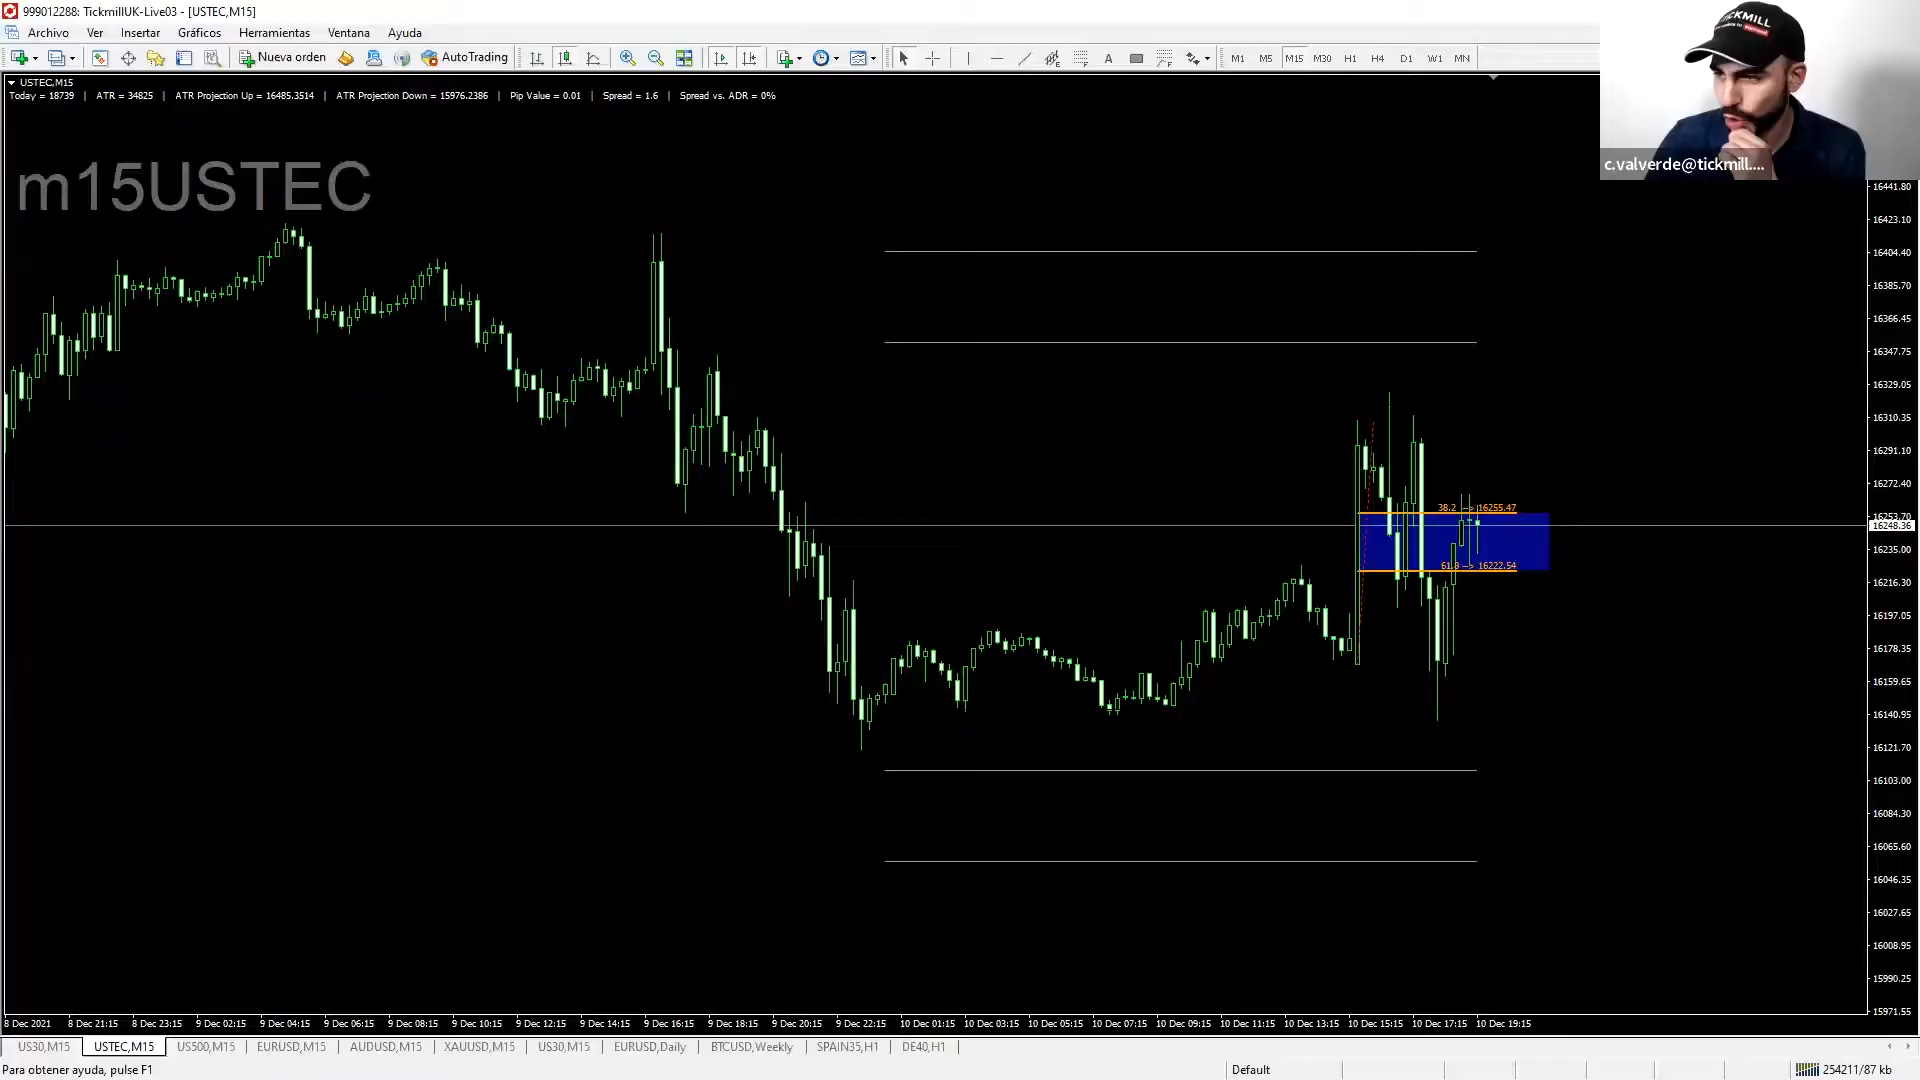 999012288: TickmillUK-Live03 - [USTEC,M15]
Archivo Ver Insertar Gráficos Herramientas Ventana Ayuda
Nueva orden AutoTrading M1 M5 M15 M30 H1 H4 D1 W1 MN
USTEC,M15
Today = 18739 | ATR = 34825 | ATR Projection Up = 16485.3514 | ATR Projection Down = 15976.2386 | Pip Value = 0.01 | Spread = 1.6 | Spread vs. ADR = 0%
m15USTEC
TICKMILL
c.valverde@tickmill....
16441.80
16423.10
16404.40
16385.70
16366.45
16347.75
16329.05
16310.35
16291.10
16272.40
38.2 --> 16255.47
16253.70
16248.36
16235.00
61.8 --> 16222.54
16216.30
16197.05
16178.35
16159.65
16140.95
16121.70
16103.00
16084.30
16065.60
16046.35
16027.65
16008.95
15990.25
15971.55
8 Dec 2021 8 Dec 21:15 8 Dec 23:15 9 Dec 02:15 9 Dec 04:15 9 Dec 06:15 9 Dec 08:15 9 Dec 10:15 9 Dec 12:15 9 Dec 14:15 9 Dec 16:15 9 Dec 18:15 9 Dec 20:15 9 Dec 22:15 10 Dec 01:15 10 Dec 03:15 10 Dec 05:15 10 Dec 07:15 10 Dec 09:15 10 Dec 11:15 10 Dec 13:15 10 Dec 15:15 10 Dec 17:15 10 Dec 19:15
US30,M15 USTEC,M15 US500,M15 EURUSD,M15 AUDUSD,M15 XAUUSD,M15 US30,M15 EURUSD,Daily BTCUSD,Weekly SPAIN35,H1 DE40,H1
Para obtener ayuda, pulse F1 Default 254211/87 kb